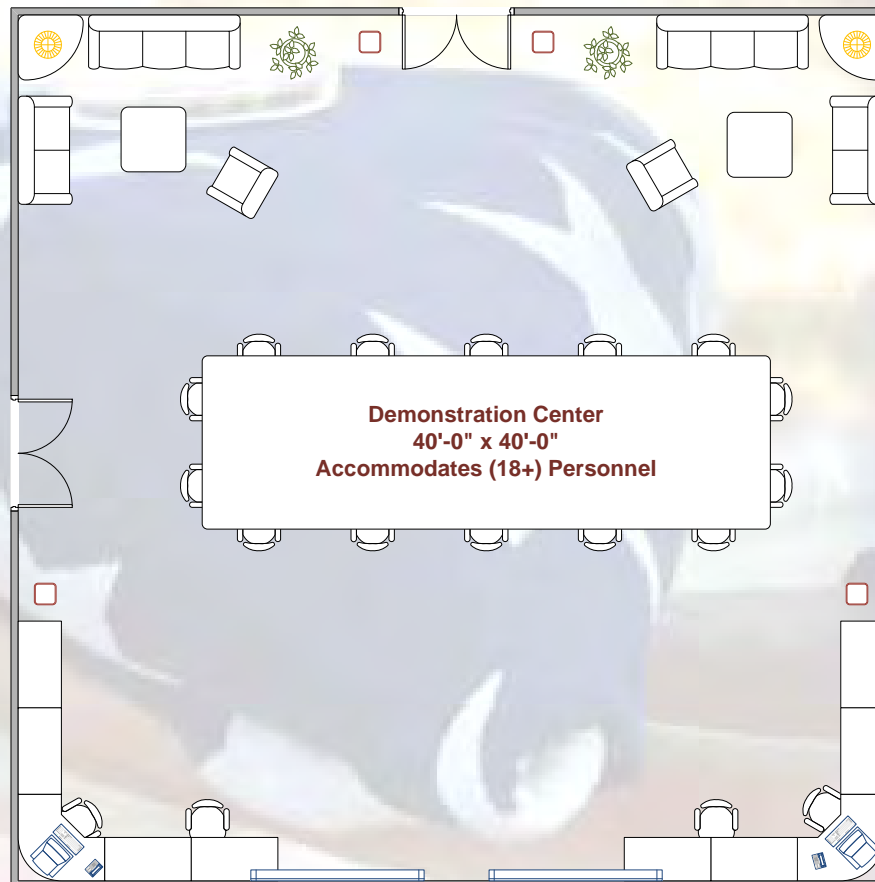 Demonstration Center
40'-0" x 40'-0"
Accommodates (18+) Personnel